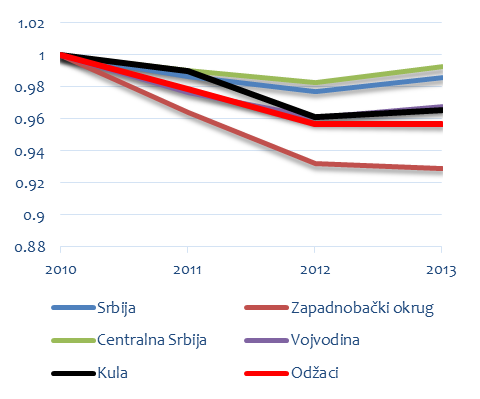 1.02
1
0.98
0.96
0.94
0.92
0.9
0.88
2010 2011 2012 2013
Srbija Zapadnobački okrug
Centralna Srbija Vojvodina
Kula Odžaci